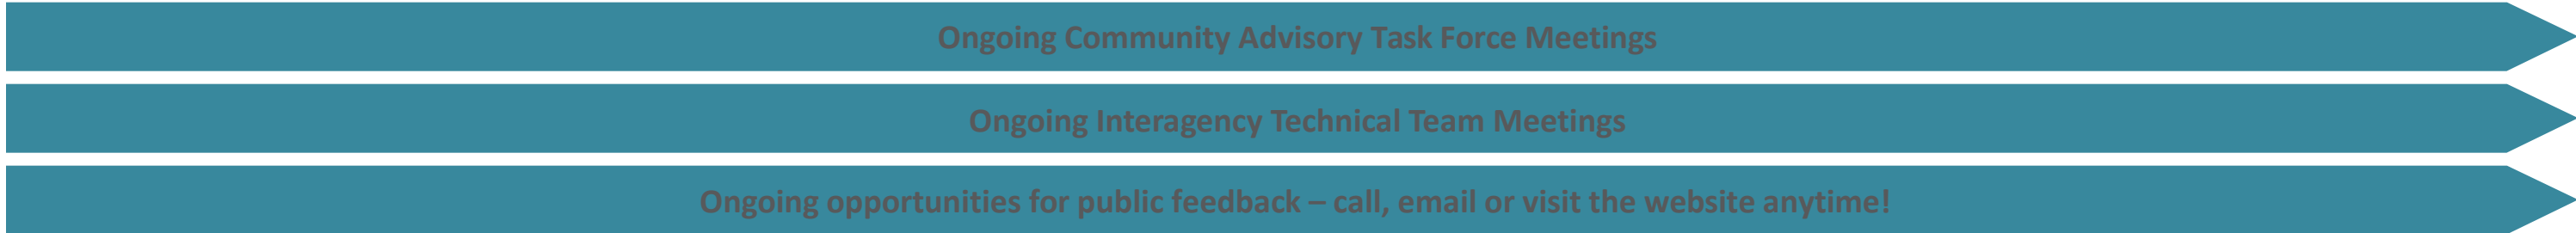 Ongoing Community Advisory Task Force Meetings
Ongoing Interagency Technical Team Meetings
Ongoing opportunities for public feedback – call, email or visit the website anytime!